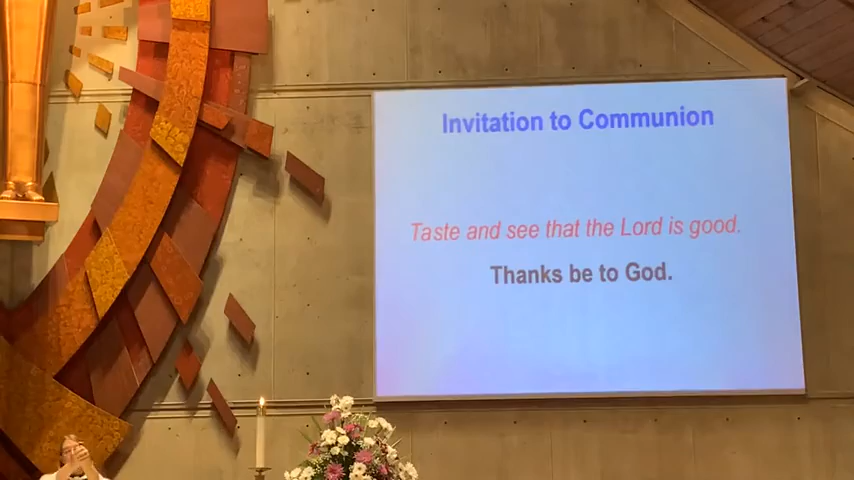 Invitation to Communion
Taste and see that the Lord is good.
Thanks be to God.